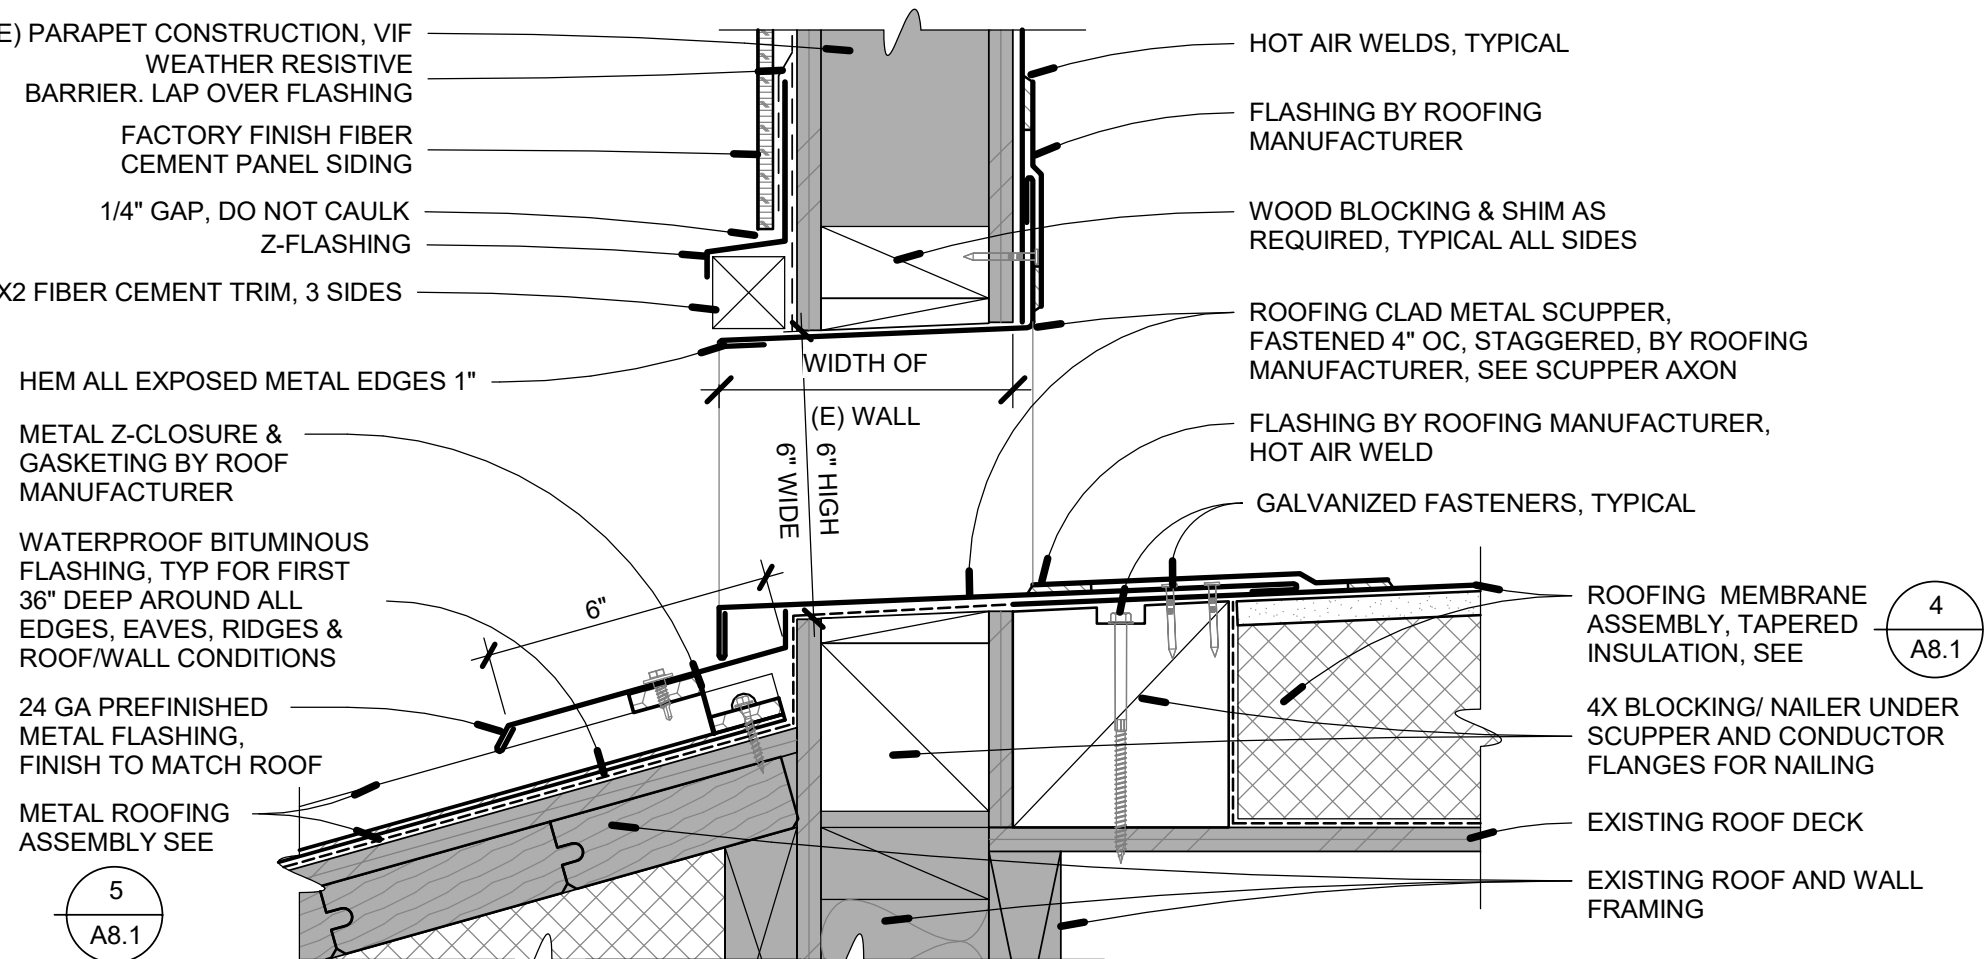 E) PARAPET CONSTRUCTION, VIF
WEATHER RESISTIVE
BARRIER. LAP OVER FLASHING
FACTORY FINISH FIBER
CEMENT PANEL SIDING
1/4" GAP, DO NOT CAULK
Z-FLASHING
X2 FIBER CEMENT TRIM, 3 SIDES
HEM ALL EXPOSED METAL EDGES 1"
METAL Z-CLOSURE &
GASKETING BY ROOF
MANUFACTURER
WATERPROOF BITUMINOUS
FLASHING, TYP FOR FIRST
36" DEEP AROUND ALL
EDGES, EAVES, RIDGES &
ROOF/WALL CONDITIONS
24 GA PREFINISHED
METAL FLASHING,
FINISH TO MATCH ROOF
METAL ROOFING
ASSEMBLY SEE
5
A8.1
WIDTH OF
(E) WALL
6" HIGH
6" WIDE
6"
HOT AIR WELDS, TYPICAL
FLASHING BY ROOFING
MANUFACTURER
WOOD BLOCKING & SHIM AS
REQUIRED, TYPICAL ALL SIDES
ROOFING CLAD METAL SCUPPER,
FASTENED 4" OC, STAGGERED, BY ROOFING
MANUFACTURER, SEE SCUPPER AXON
FLASHING BY ROOFING MANUFACTURER,
HOT AIR WELD
GALVANIZED FASTENERS, TYPICAL
ROOFING MEMBRANE
ASSEMBLY, TAPERED
INSULATION, SEE
4
A8.1
4X BLOCKING/ NAILER UNDER
SCUPPER AND CONDUCTOR
FLANGES FOR NAILING
EXISTING ROOF DECK
EXISTING ROOF AND WALL
FRAMING